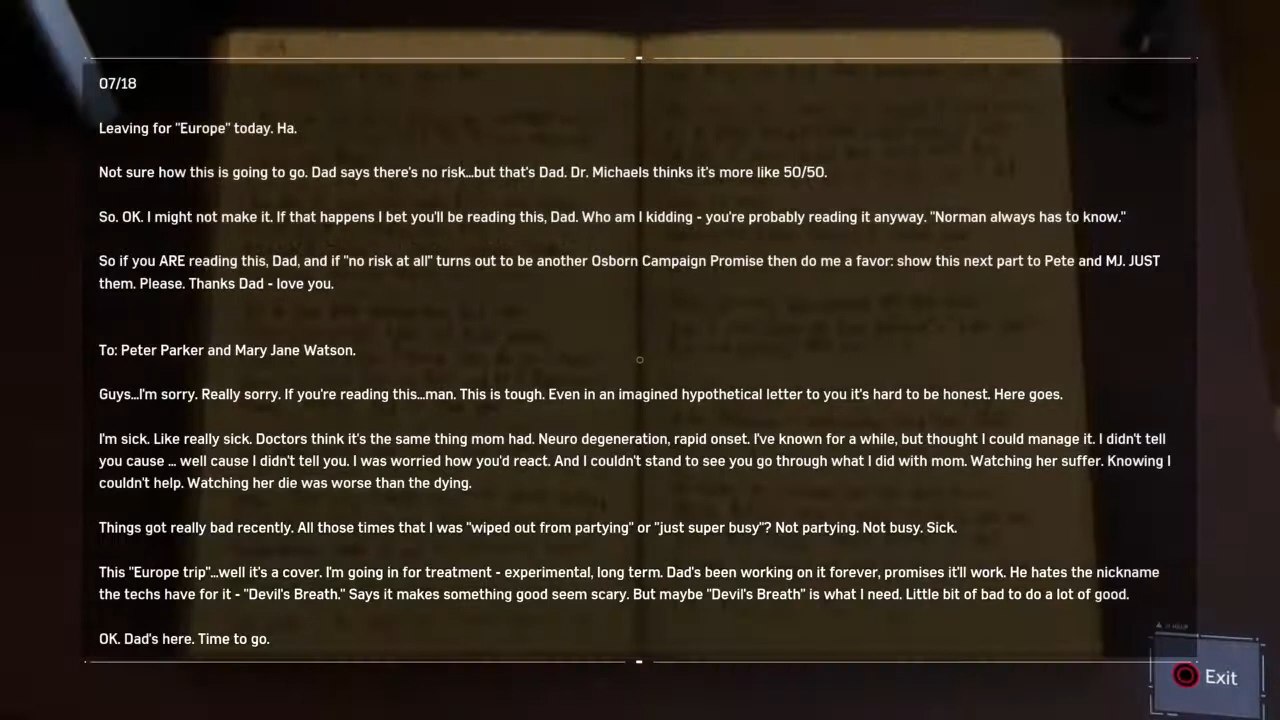 07/18
Leaving for "Europe" today. Ha.
Not sure how this is going to go. Dad says there's no risk...but that's Dad. Dr. Michaels thinks it's more like 50/50.
So. OK. I might not make it. If that happens I bet you'll be reading this, Dad. Who am I kidding - you're probably reading it anyway. "Norman always has to know."
So if you ARE reading this, Dad, and if "no risk at all" turns out to be another Osborn Campaign Promise then do me a favor: show this next part to Pete and MJ. JUST
them. Please. Thanks Dad - love you.
To: Peter Parker and Mary Jane Watson.
Guys...I'm sorry. Really sorry. If you're reading this...man. This is tough. Even in an imagined hypothetical letter to you it's hard to be honest. Here goes.
I'm sick. Like really sick. Doctors think it's the same thing mom had. Neuro degeneration, rapid onset. I've known for a while, but thought I could manage it. I didn't tell
you cause ... well cause I didn't tell you. I was worried how you'd react. And I couldn't stand to see you go through what I did with mom. Watching her suffer. Knowing I
couldn't help. Watching her die was worse than the dying.
Things got really bad recently. All those times that I was "wiped out from partying" or "just super busy"? Not partying. Not busy. Sick.
This "Europe trip"...well it's a cover. I'm going in for treatment - experimental, long term. Dad's been working on it forever, promises it'll work. He hates the nickname
the techs have for it - "Devil's Breath." Says it makes something good seem scary. But maybe "Devil's Breath" is what I need. Little bit of bad to do a lot of good.
OK. Dad's here. Time to go.
Exit